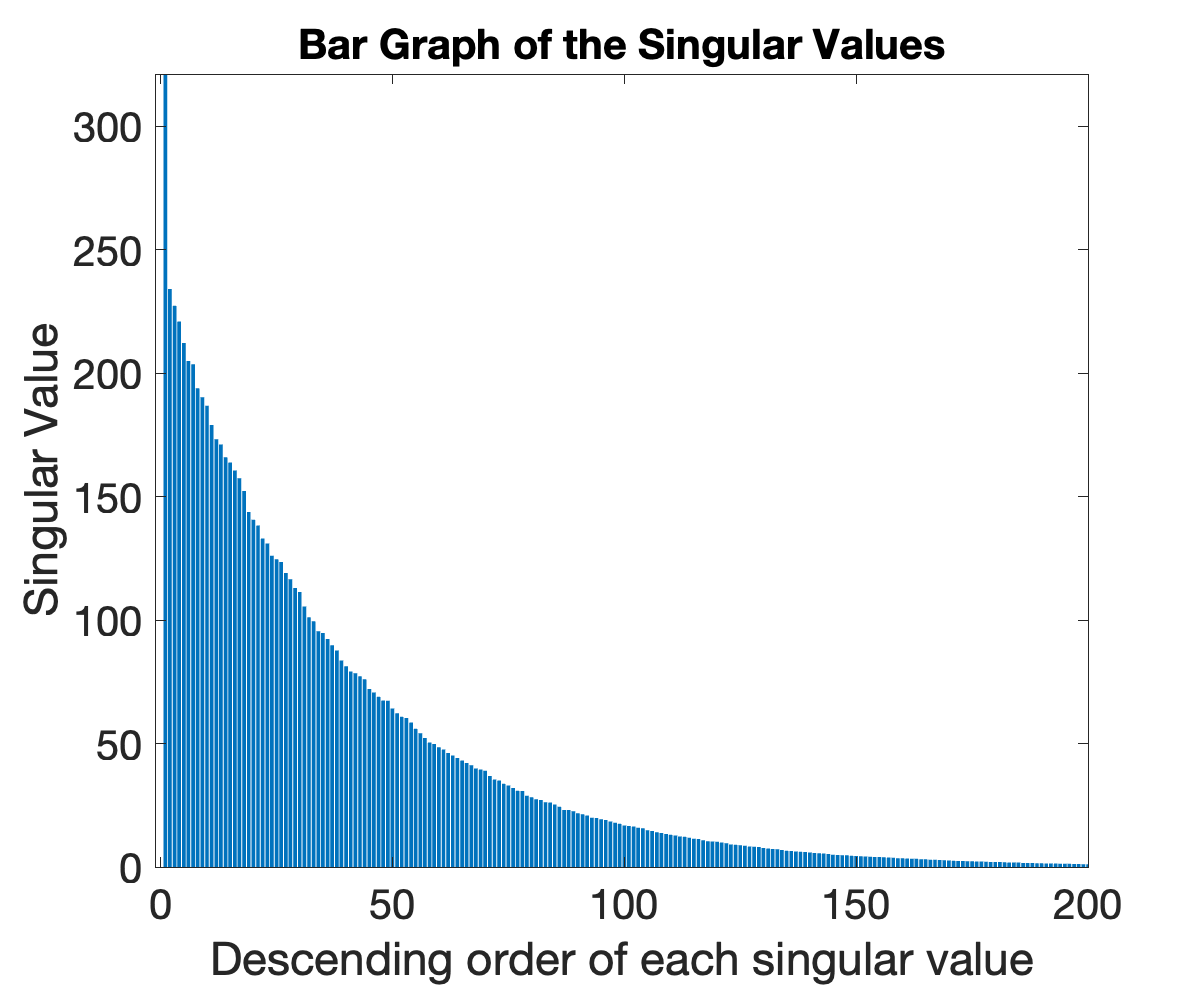 Bar Graph of the Singular Values
300
250
200
150
100
50
0
Singular Value
0 50 100 150 200
Descending order of each singular value